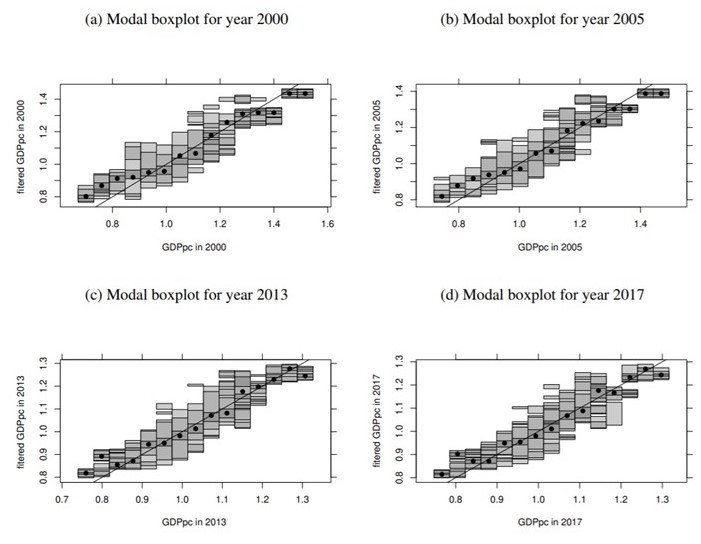 (a) Modal boxplot for year 2000
(b) Modal boxplot for year 2005
fitered GDPpc in 2000
0.8 1.0 1.2 1.4
0.8 1.0 1.2 1.4 1.6
GDPpc in 2000
filtered GDPpc in 2005
0.8 1.0 1.2 1.4
0.8 1.0 1.2 1.4
GDPpc in 2005
(c) Modal boxplot for year 2013
(d) Modal boxplot for year 2017
filtered GDPpc in 2013
0.8 0.9 1.0 1.1 1.2 1.3
0.7 0.8 0.9 1.0 1.1 1.2 1.3
GDPpc in 2013
filtered GDPpc in 2017
0.8 0.9 1.0 1.1 1.2 1.3
0.8 0.9 1.0 1.1 1.2 1.3
GDPpc in 2017